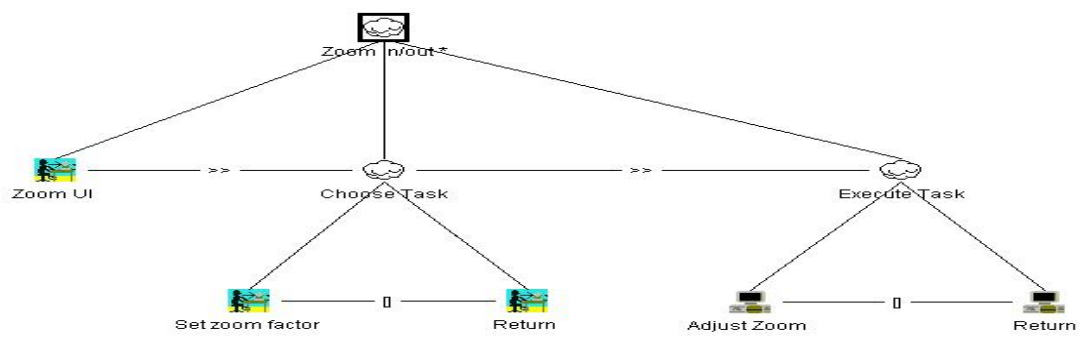 Zoom in/out *
Zoom UI >> Choose Task >> Execute Task
Set zoom factor [] Return Adjust Zoom [] Return